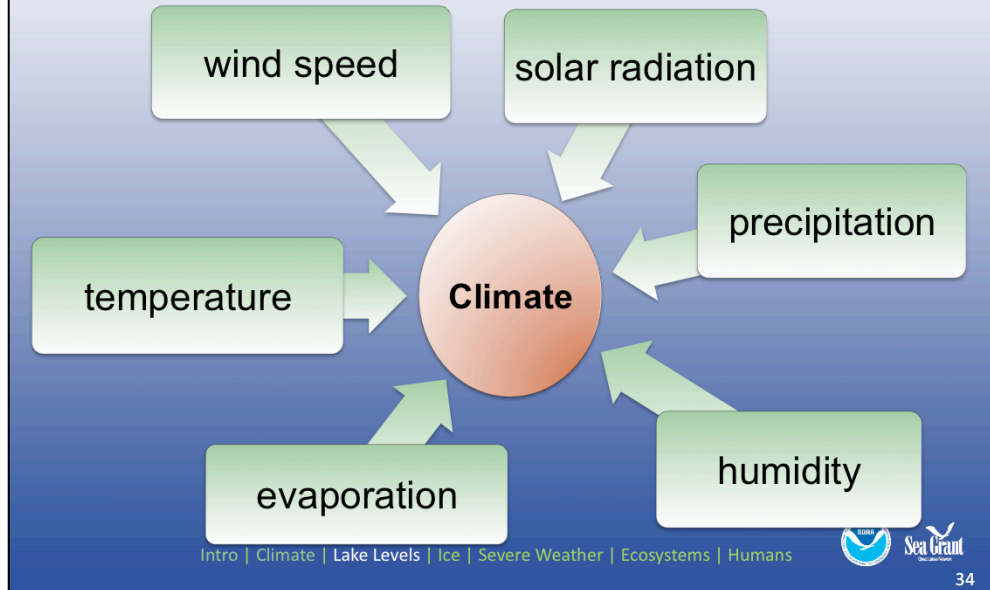 wind speed
solar radiation
precipitation
temperature
Climate
humidity
evaporation
Intro | Climate | Lake Levels | Ice | Severe Weather | Ecosystems | Humans
NOAA
Sea Grant
34